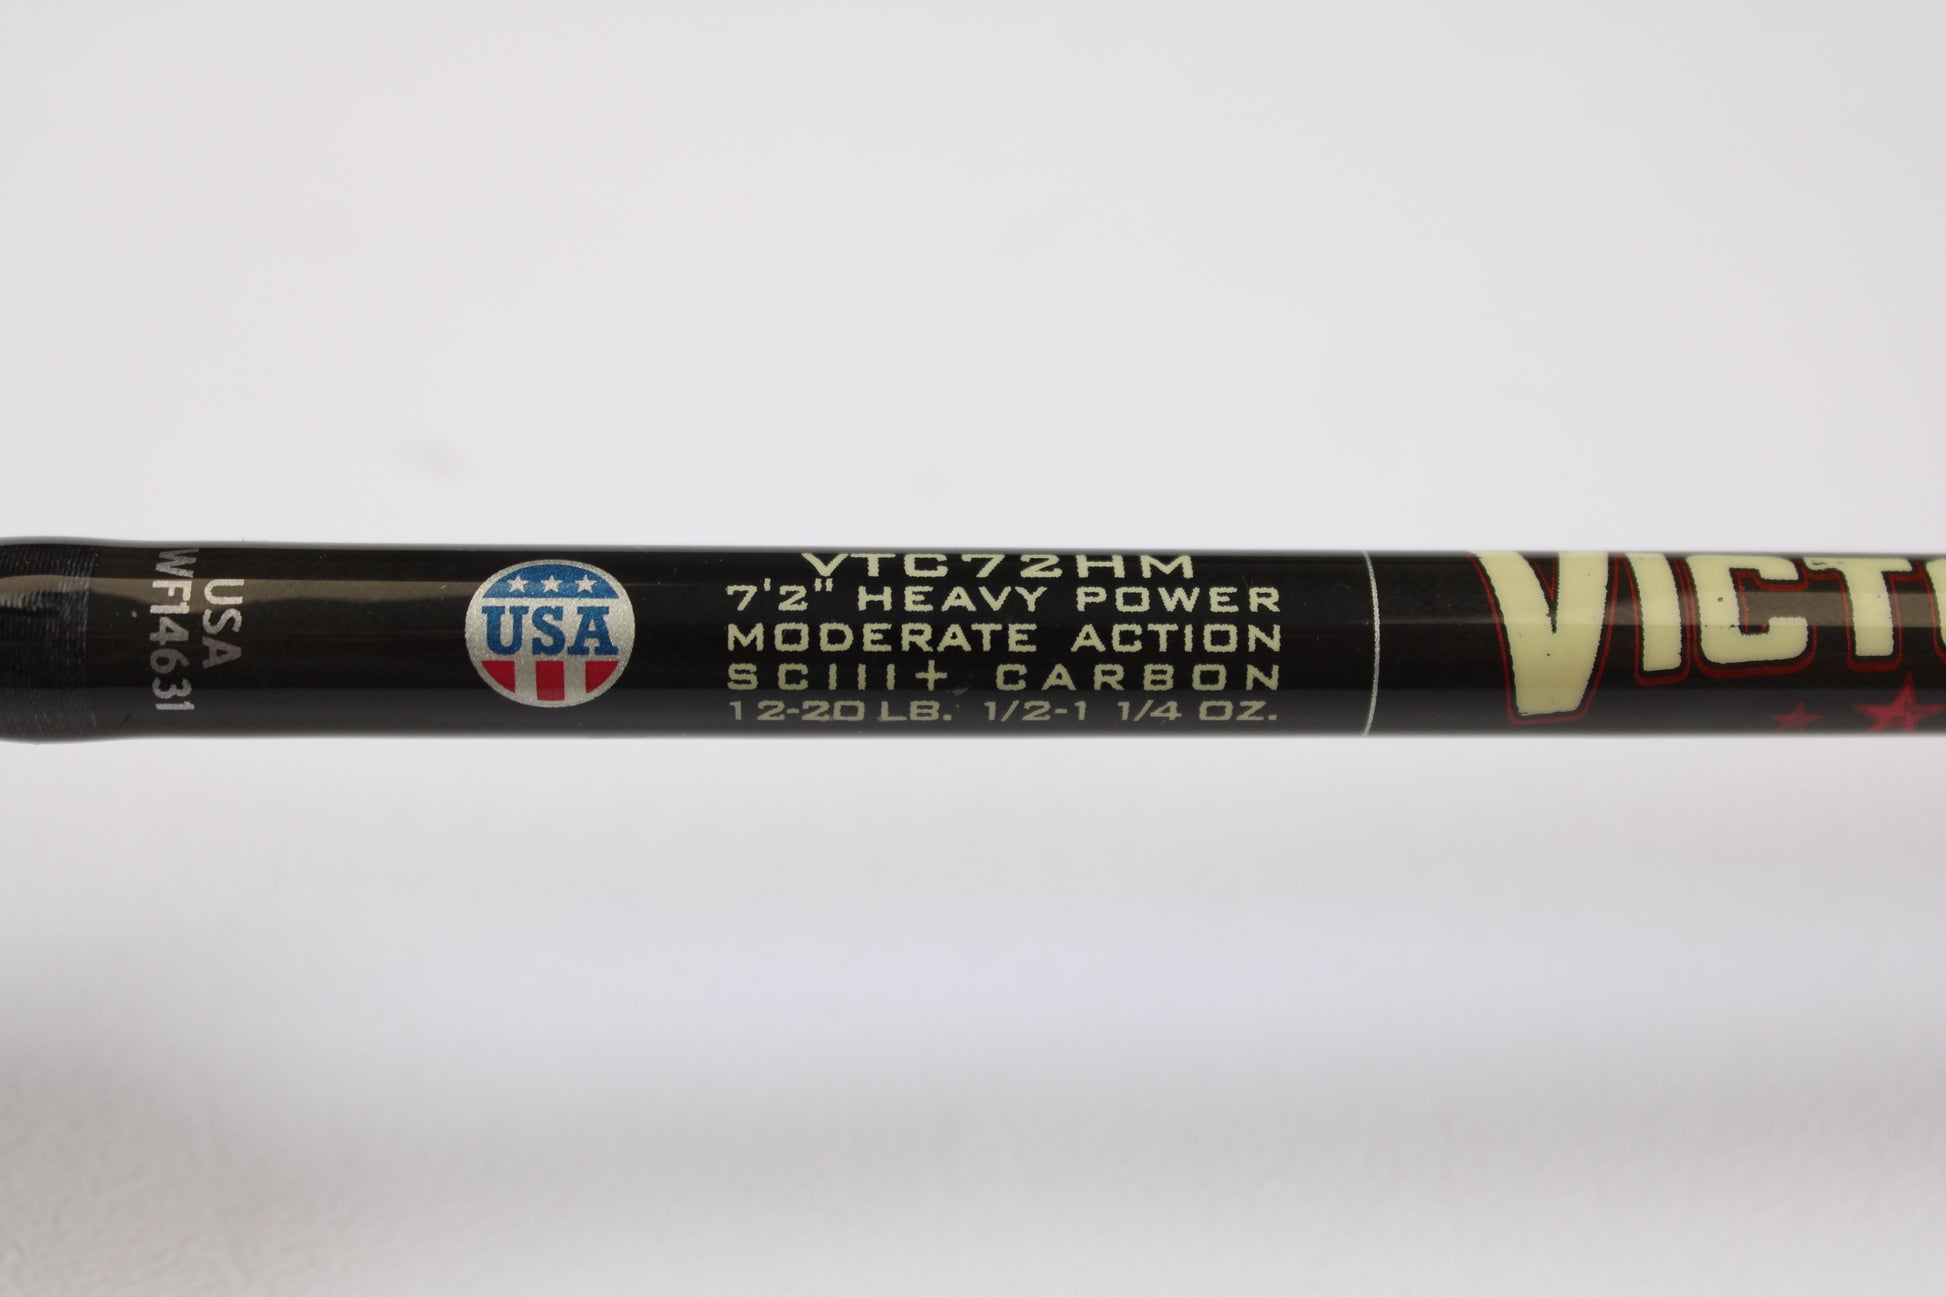 USA
WF14631
USA
VTC72HM
7'2" HEAVY POWER
MODERATE ACTION
SCIII+ CARBON
12-20 LB. 1/2-1 1/4 OZ.